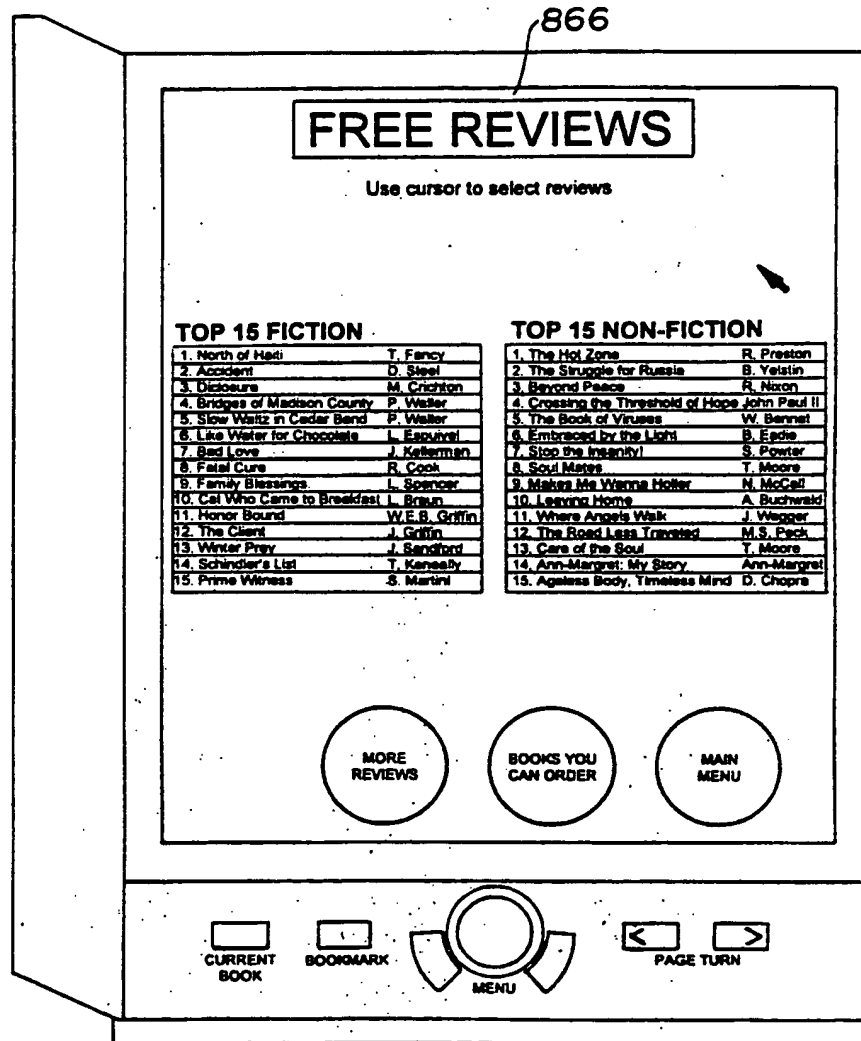 866
FREE REVIEWS
Use cursor to select reviews
TOP 15 FICTION
1. North of Haiti T. Fancy
2. Accident D. Steel
3. Diclosure M. Crichton
4. Bridges of Madison County P. Waller
5. Slow Waltz in Cedar Bend P. Waller
6. Like Water for Chocolate L. Esquivel
7. Bad Love J. Kellerman
8. Fatal Cure R. Cook
9. Family Blessings L. Spencer
10. Cat Who Came to Breakfast L. Braun
11. Honor Bound W.E.B. Griffin
12. The Client J. Griffin
13. Winter Prey J. Sandford
14. Schindler's List T. Keneally
15. Prime Witness S. Martini
TOP 15 NON-FICTION
1. The Hot Zone R. Preston
2. The Struggle for Russia B. Yelstin
3. Beyond Peace R. Nixon
4. Crossing the Threshold of Hope John Paul II
5. The Book of Viruses W. Bennet
6. Embraced by the Light B. Eadie
7. Stop the Insanity! S. Powter
8. Soul Mates T. Moore
9. Makes Me Wanna Holler N. McCall
10. Leaving Home A. Buchwald
11. Where Angels Walk J. Wegger
12. The Road Less Traveled M.S. Peck
13. Care of the Soul T. Moore
14. Ann-Margret: My Story Ann-Margret
15. Ageless Body, Timeless Mind D. Chopra
MORE
REVIEWS
BOOKS YOU
CAN ORDER
MAIN
MENU
CURRENT
BOOK
BOOKMARK
MENU
< >
PAGE TURN